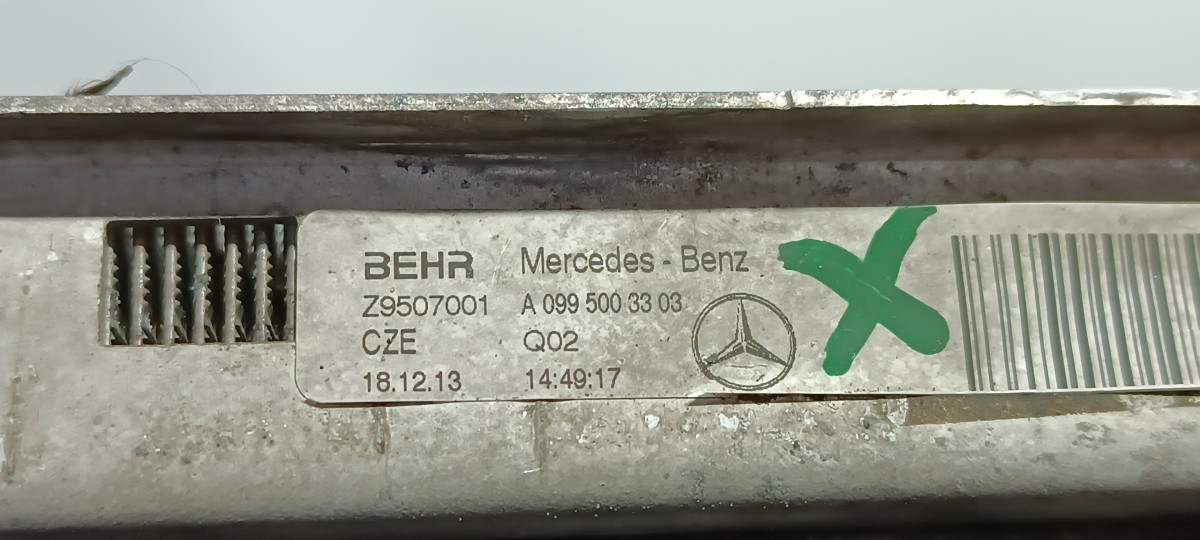 BEHR Mercedes - Benz
Z9507001 A 099 500 33 03
CZE Q02
18.12.13 14:49:17